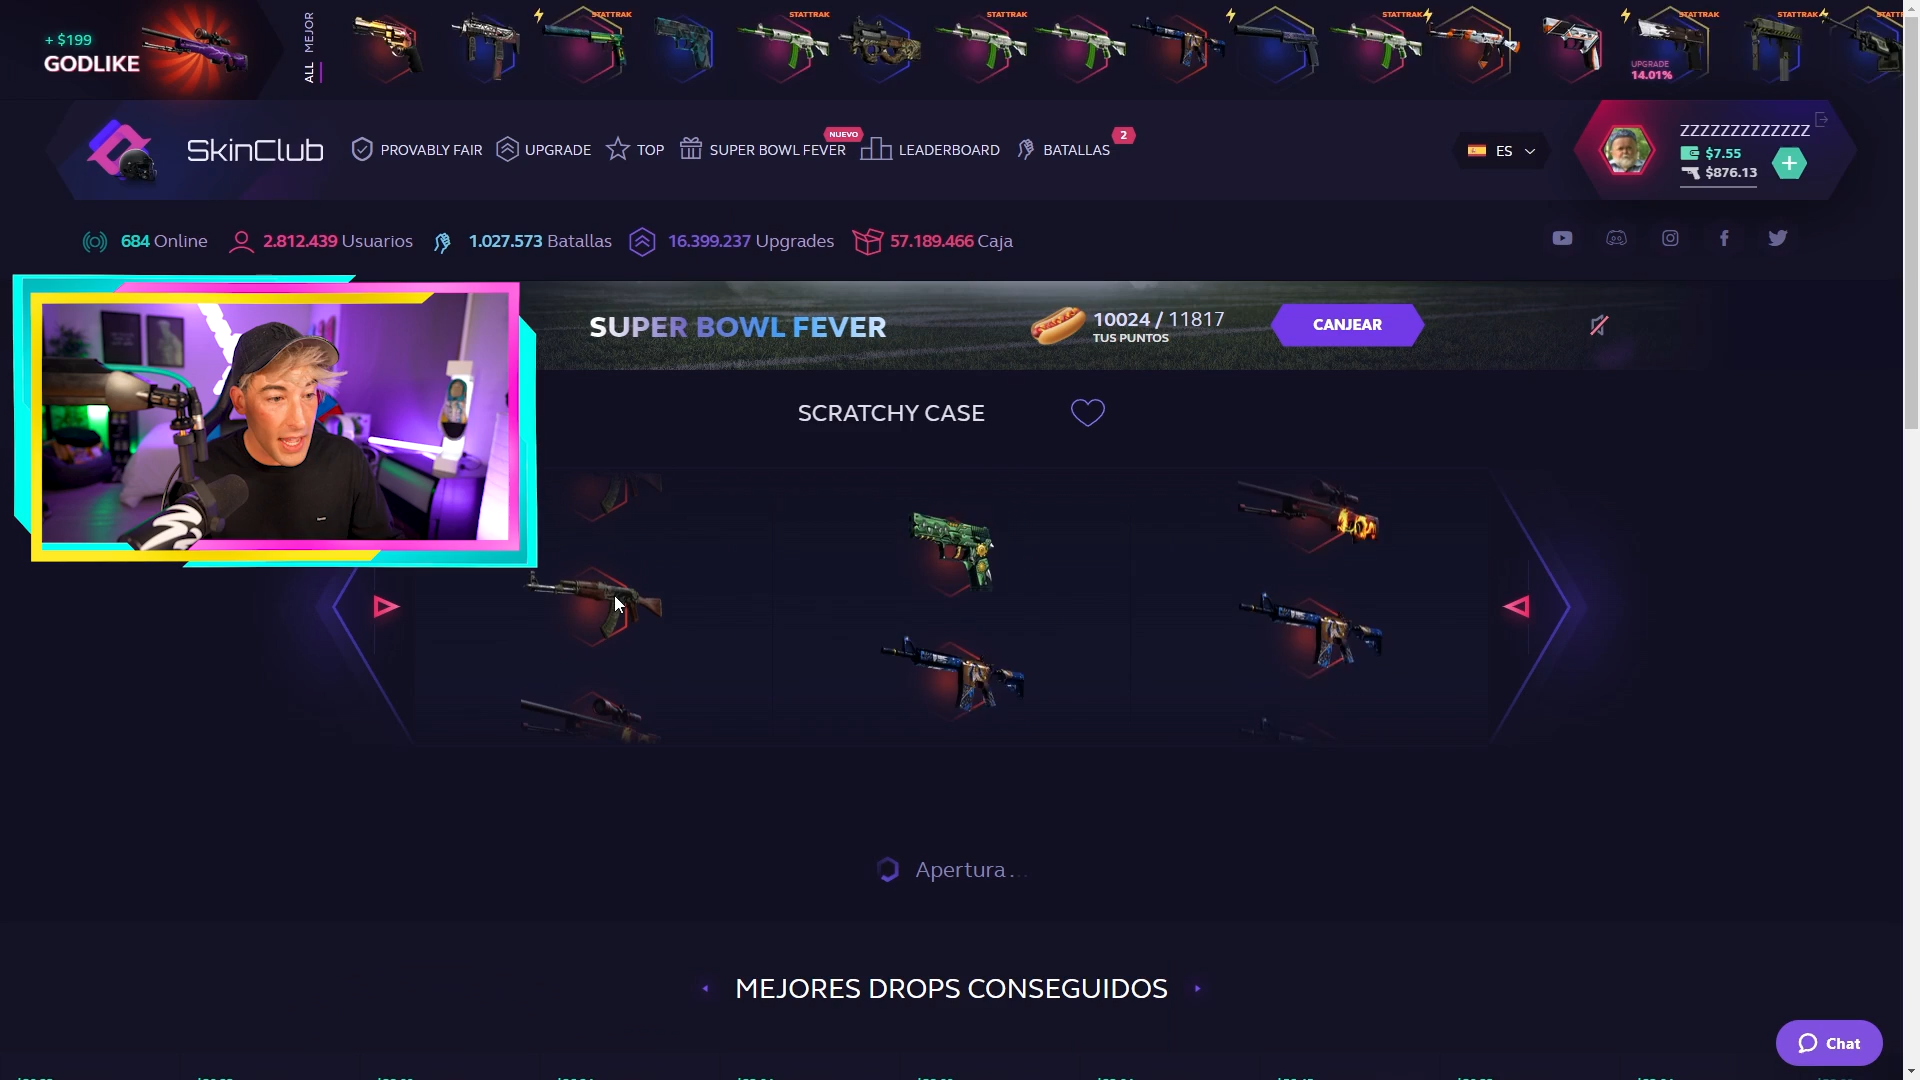 + $199
GODLIKE
MEJOR
ALL
STATTRAK
STATTRAK
STATTRAK
STATTRAK
STATTRAK
STATTRAK
UPGRADE
14.01%
SkinClub
PROVABLY FAIR
UPGRADE
TOP
SUPER BOWL FEVER
NUEVO
LEADERBOARD
BATALLAS
2
ES
ZZZZZZZZZZZZZ
$7.55
$876.13
684 Online
2.812.439 Usuarios
1.027.573 Batallas
16.399.237 Upgrades
57.189.466 Caja
SUPER BOWL FEVER
10024 / 11817
TUS PUNTOS
CANJEAR
SCRATCHY CASE
Apertura...
MEJORES DROPS CONSEGUIDOS
Chat